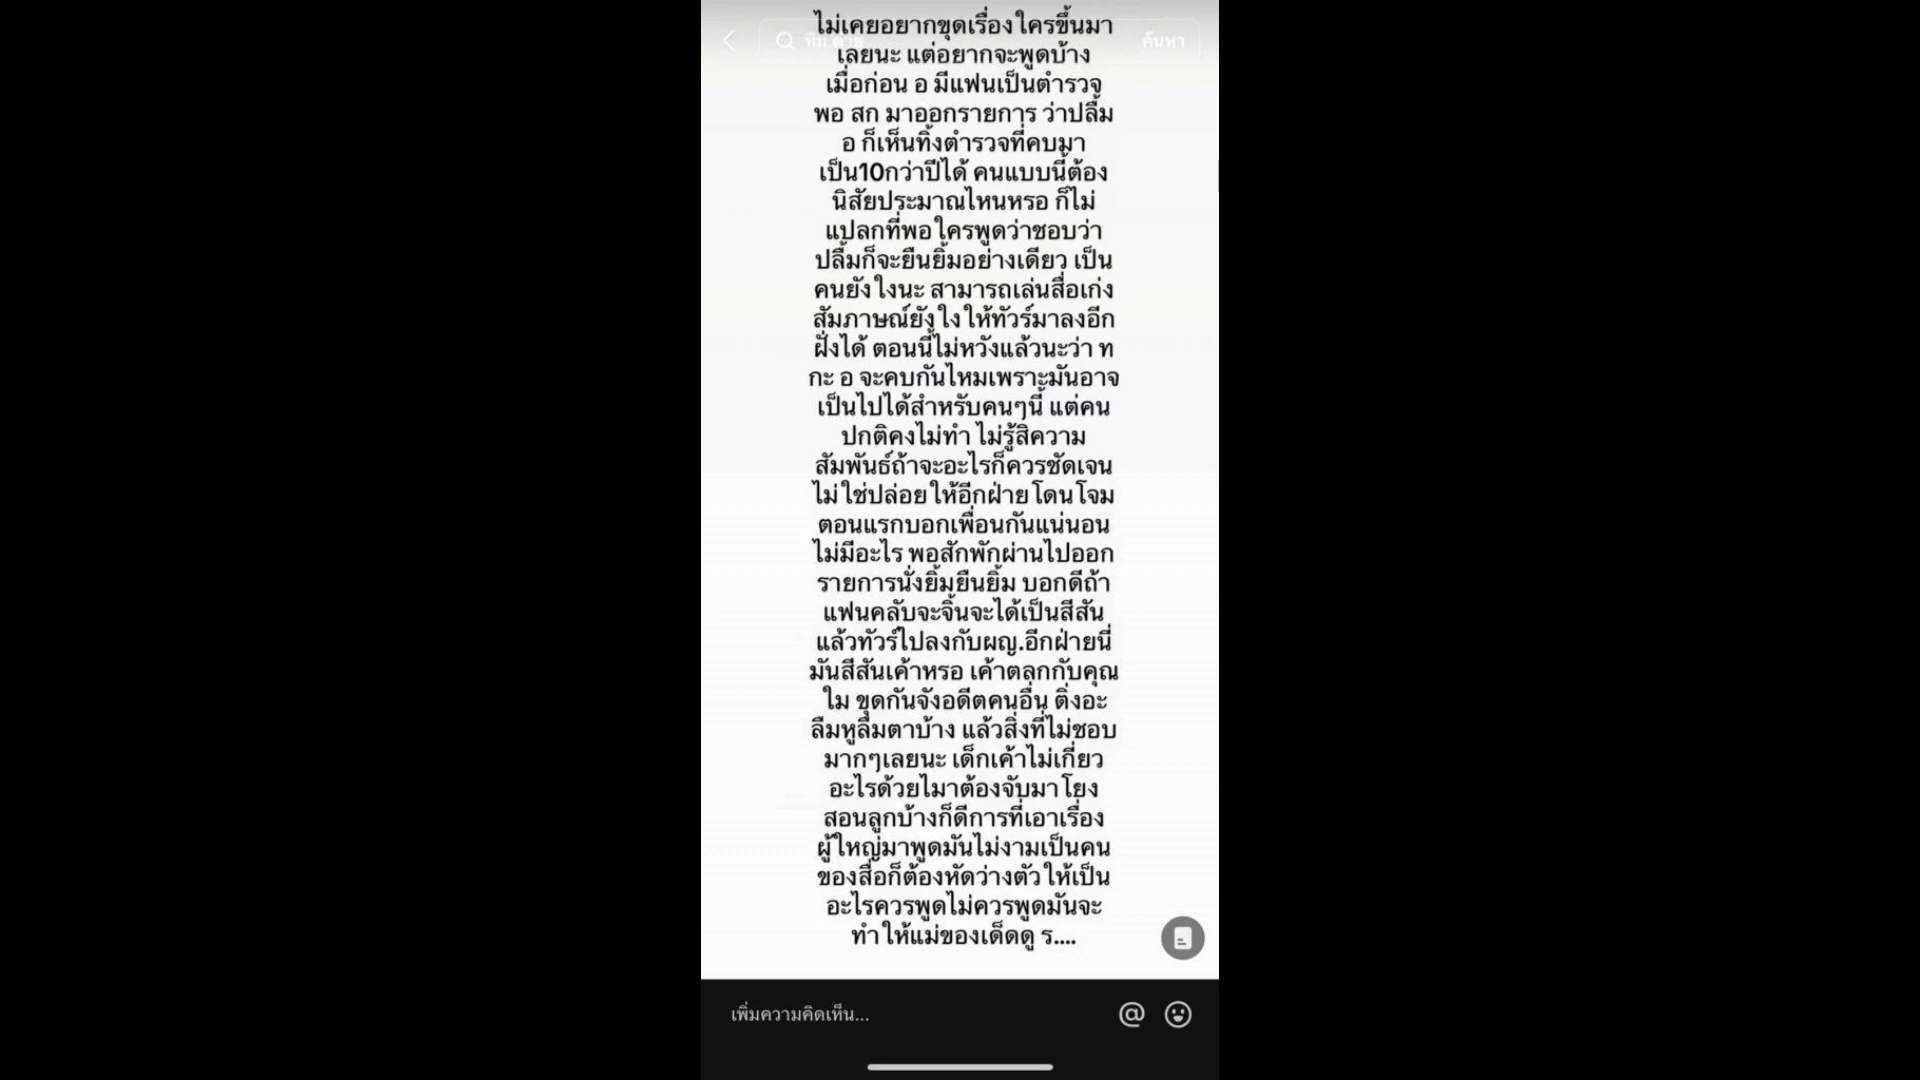 ไม่เคยอยากขุดเรื่องใครขึ้นมา
ค้นหา
เลยนะ แต่อยากจะพูดบ้าง
เมื่อก่อน อ มีแฟนเป็นตำรวจ
พอ สก มาออกรายการ ว่าปลื้ม
อ ก็เห็นทิ้งตำรวจที่คบมา
เป็น10กว่าปีได้ คนแบบนี้ต้อง
นิสัยประมาณไหนหรอ ก็ไม่
แปลกที่พอใครพูดว่าชอบว่า
ปลื้มก็จะยืนยิ้มอย่างเดียว เป็น
คนยังไงนะ สามารถเล่นสื่อเก่ง
สัมภาษณ์ยังไงให้ทัวร์มาลงอีก
ฝั่งได้ ตอนนี้ไม่หวังแล้วนะว่า ท
กะ อ จะคบกันไหมเพราะมันอาจ
เป็นไปได้สำหรับคนๆนี้ แต่คน
ปกติคงไม่ทำ ไม่รู้สิความ
สัมพันธ์ถ้าจะอะไรก็ควรชัดเจน
ไม่ใช่ปล่อยให้อีกฝ่ายโดนโจม
ตอนแรกบอกเพื่อนกันแน่นอน
ไม่มีอะไร พอสักพักผ่านไปออก
รายการนั่งยิ้มยืนยิ้ม บอกดีถ้า
แฟนคลับจะจิ้นจะได้เป็นสีสัน
แล้วทัวร์ไปลงกับผญ.อีกฝ่ายนี่
มันสีสันเค้าหรอ เค้าตลกกับคุณ
ใม ขุดกันจังอดีตคนอื่น ติ่งอะ
ลืมหูลืมตาบ้าง แล้วสิ่งที่ไม่ชอบ
มากๆเลยนะ เด็กเค้าไม่เกี่ยว
อะไรด้วยไมาต้องจับมาโยง
สอนลูกบ้างก็ดีการที่เอาเรื่อง
ผู้ใหญ่มาพูดมันไม่งามเป็นคน
ของสื่อก็ต้องหัดว่างตัวให้เป็น
อะไรควรพูดไม่ควรพูดมันจะ
ทำให้แม่ของเด็ดดู ร....
เพิ่มความคิดเห็น...